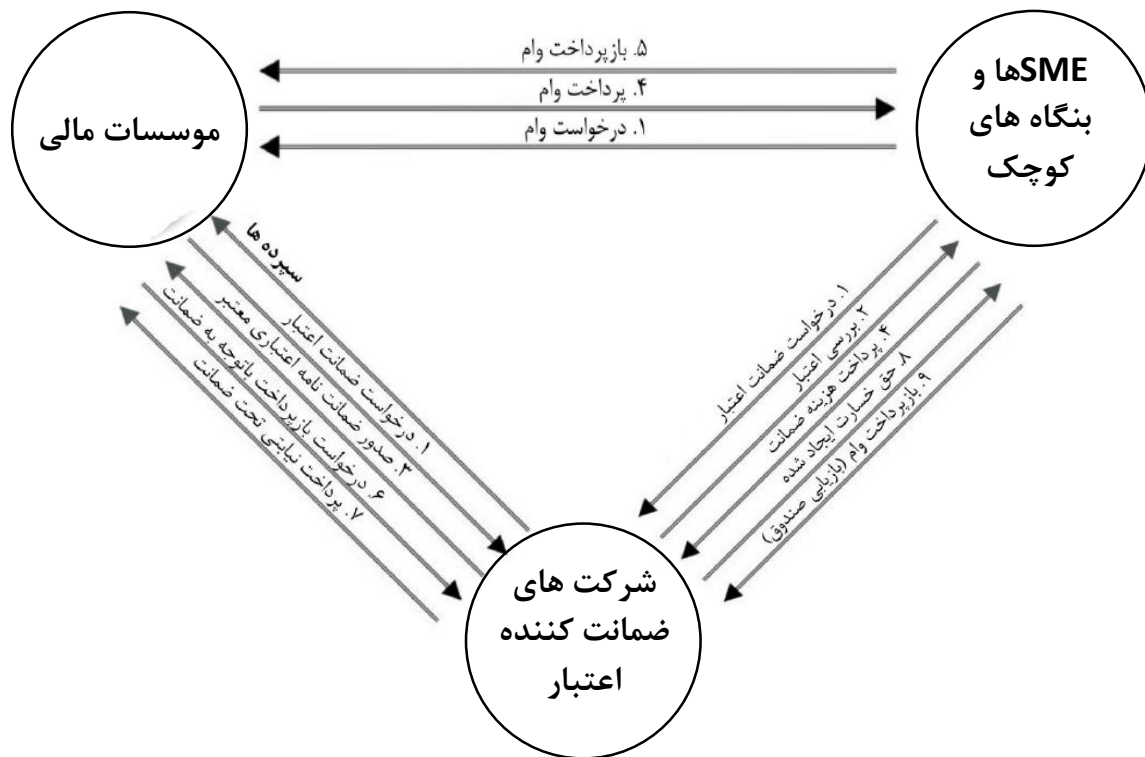 ۵. بازپرداخت وام
۴. پرداخت وام
۱. درخواست وام
SMEها و
بنگاه های
کوچک
موسسات مالی
سپرده ها
۱. درخواست ضمانت اعتبار
۳. صدور ضمانت نامه اعتباری معتبر
۶. درخواست بازپرداخت باتوجه به ضمانت
۷. پرداخت نیابتی تحت ضمانت
۱. درخواست ضمانت اعتبار
۲. بررسی اعتبار
۴. پرداخت هزینه ضمانت
۸. حق خسارت ایجاد شده
۹. بازپرداخت وام (بازیابی صندوق)
شرکت های
ضمانت کننده
اعتبار